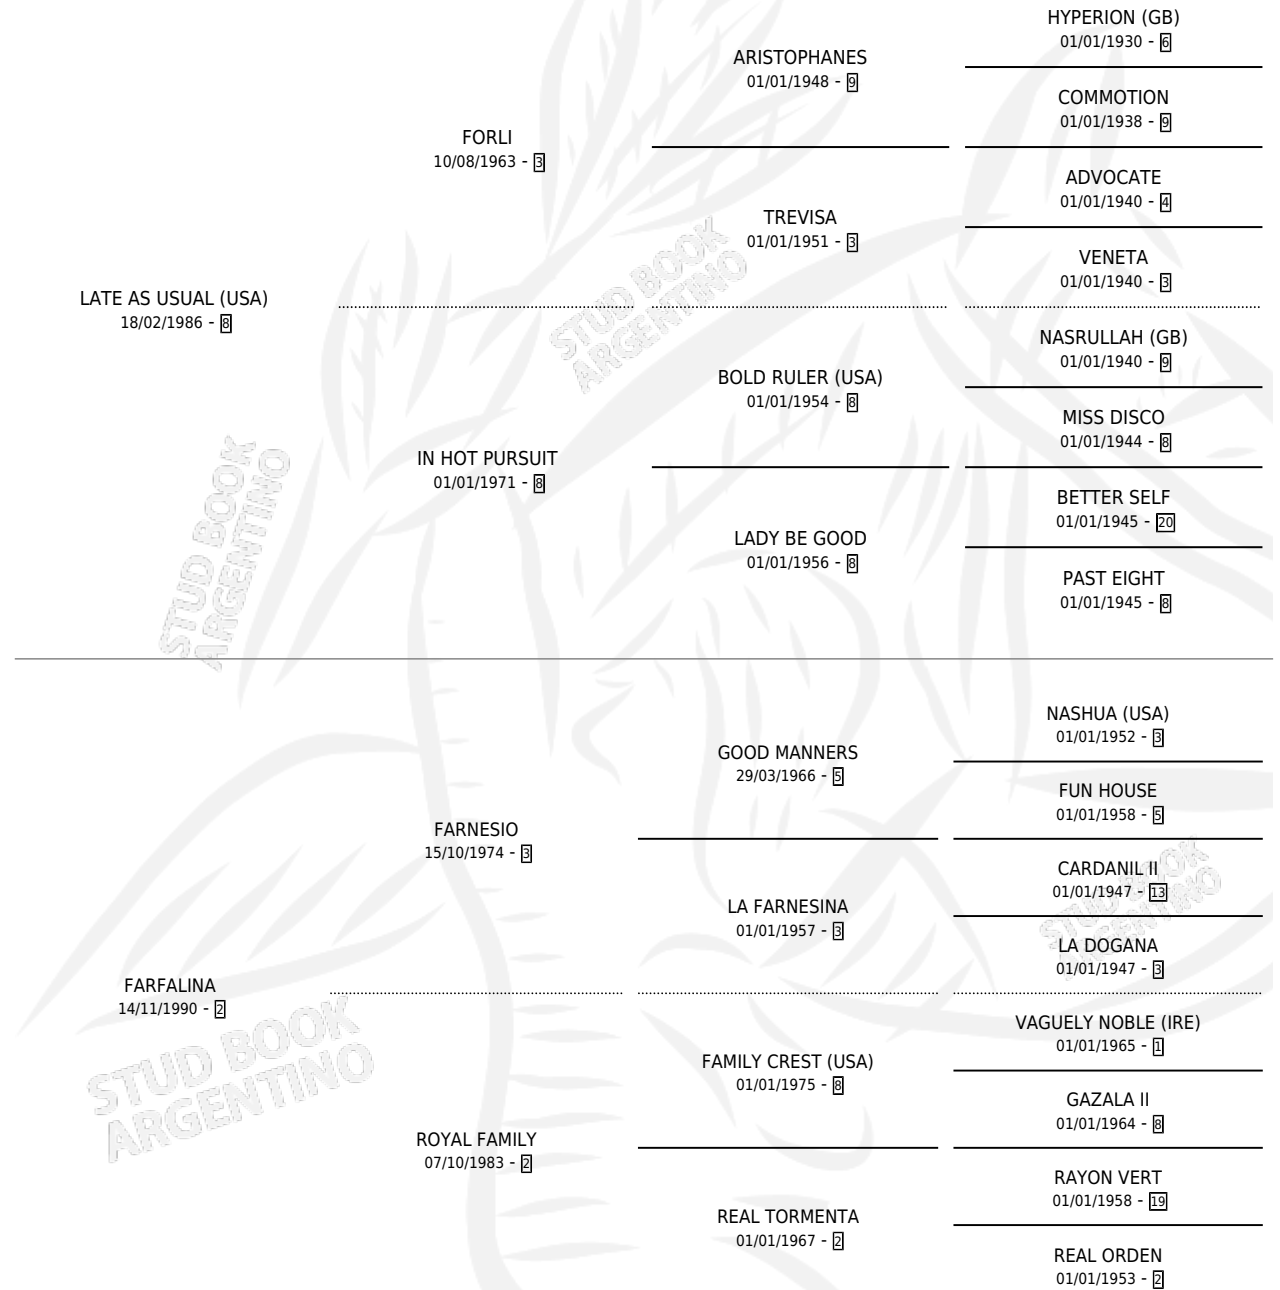 HYPERION (GB)
01/01/1930 - 6
ARISTOPHANES
01/01/1948 - 9
COMMOTION
01/01/1938 - 9
FORLI
10/08/1963 - 3
ADVOCATE
01/01/1940 - 4
TREVISA
01/01/1951 - 3
VENETA
01/01/1940 - 3
LATE AS USUAL (USA)
18/02/1986 - 8
NASRULLAH (GB)
01/01/1940 - 9
BOLD RULER (USA)
01/01/1954 - 8
MISS DISCO
01/01/1944 - 8
IN HOT PURSUIT
01/01/1971 - 8
BETTER SELF
01/01/1945 - 20
LADY BE GOOD
01/01/1956 - 8
PAST EIGHT
01/01/1945 - 8
NASHUA (USA)
01/01/1952 - 3
GOOD MANNERS
29/03/1966 - 5
FUN HOUSE
01/01/1958 - 5
FARNESIO
15/10/1974 - 3
CARDANIL II
01/01/1947 - 13
LA FARNESINA
01/01/1957 - 3
LA DOGANA
01/01/1947 - 3
FARFALINA
14/11/1990 - 2
VAGUELY NOBLE (IRE)
01/01/1965 - 1
FAMILY CREST (USA)
01/01/1975 - 8
GAZALA II
01/01/1964 - 8
ROYAL FAMILY
07/10/1983 - 2
RAYON VERT
01/01/1958 - 19
REAL TORMENTA
01/01/1967 - 2
REAL ORDEN
01/01/1953 - 2
STUD BOOK
ARGENTINO
STUD BOOK
ARGENTINO
STUD BOOK
ARGENTINO
STUD BOOK
ARGENTINO